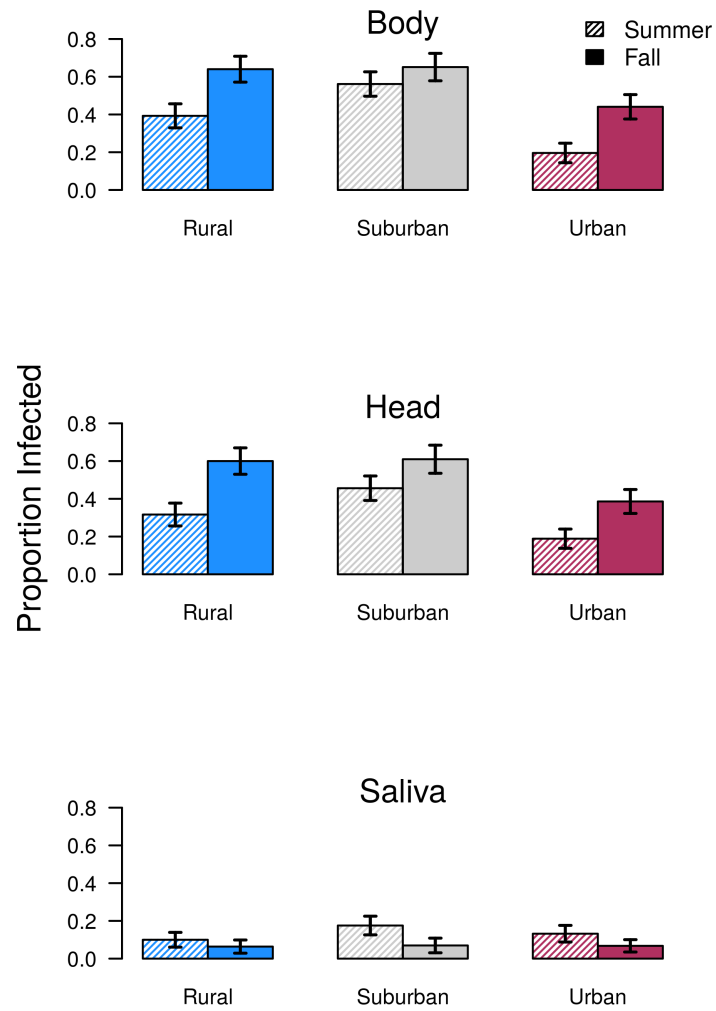 Body
Summer
Fall
0.8
0.6
0.4
0.2
0.0
Rural
Suburban
Urban
Proportion Infected
Head
0.8
0.6
0.4
0.2
0.0
Rural
Suburban
Urban
Saliva
0.8
0.6
0.4
0.2
0.0
Rural
Suburban
Urban